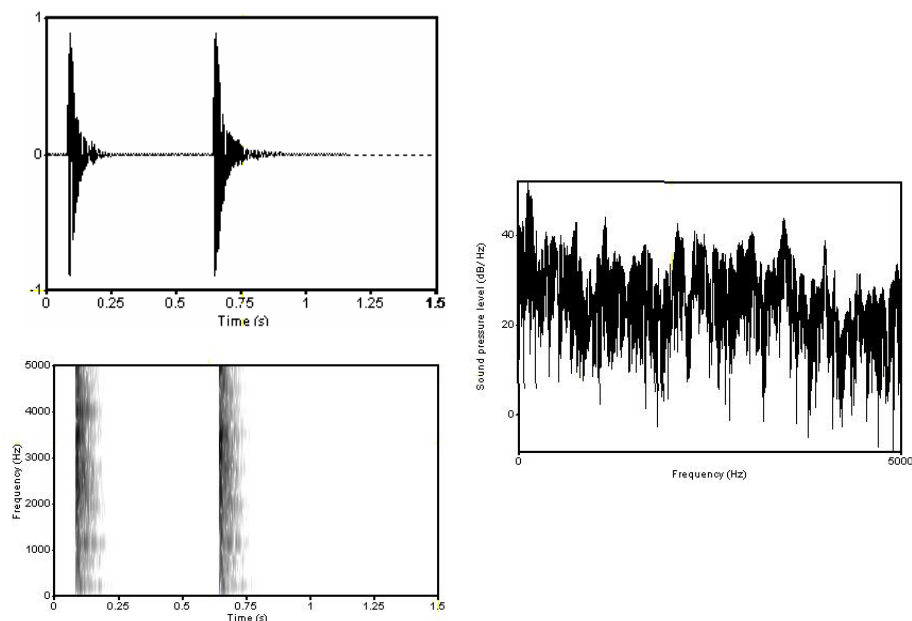 1
0
-1
0 0.25 0.5 0.75 1 1.25 1.5
Time (s)
5000
4000
3000
2000
1000
0
Frequency (Hz)
0 0.25 0.5 0.75 1 1.25 1.5
Time (s)
40
20
0
Sound pressure level (dB/ Hz)
0 5000
Frequency (Hz)